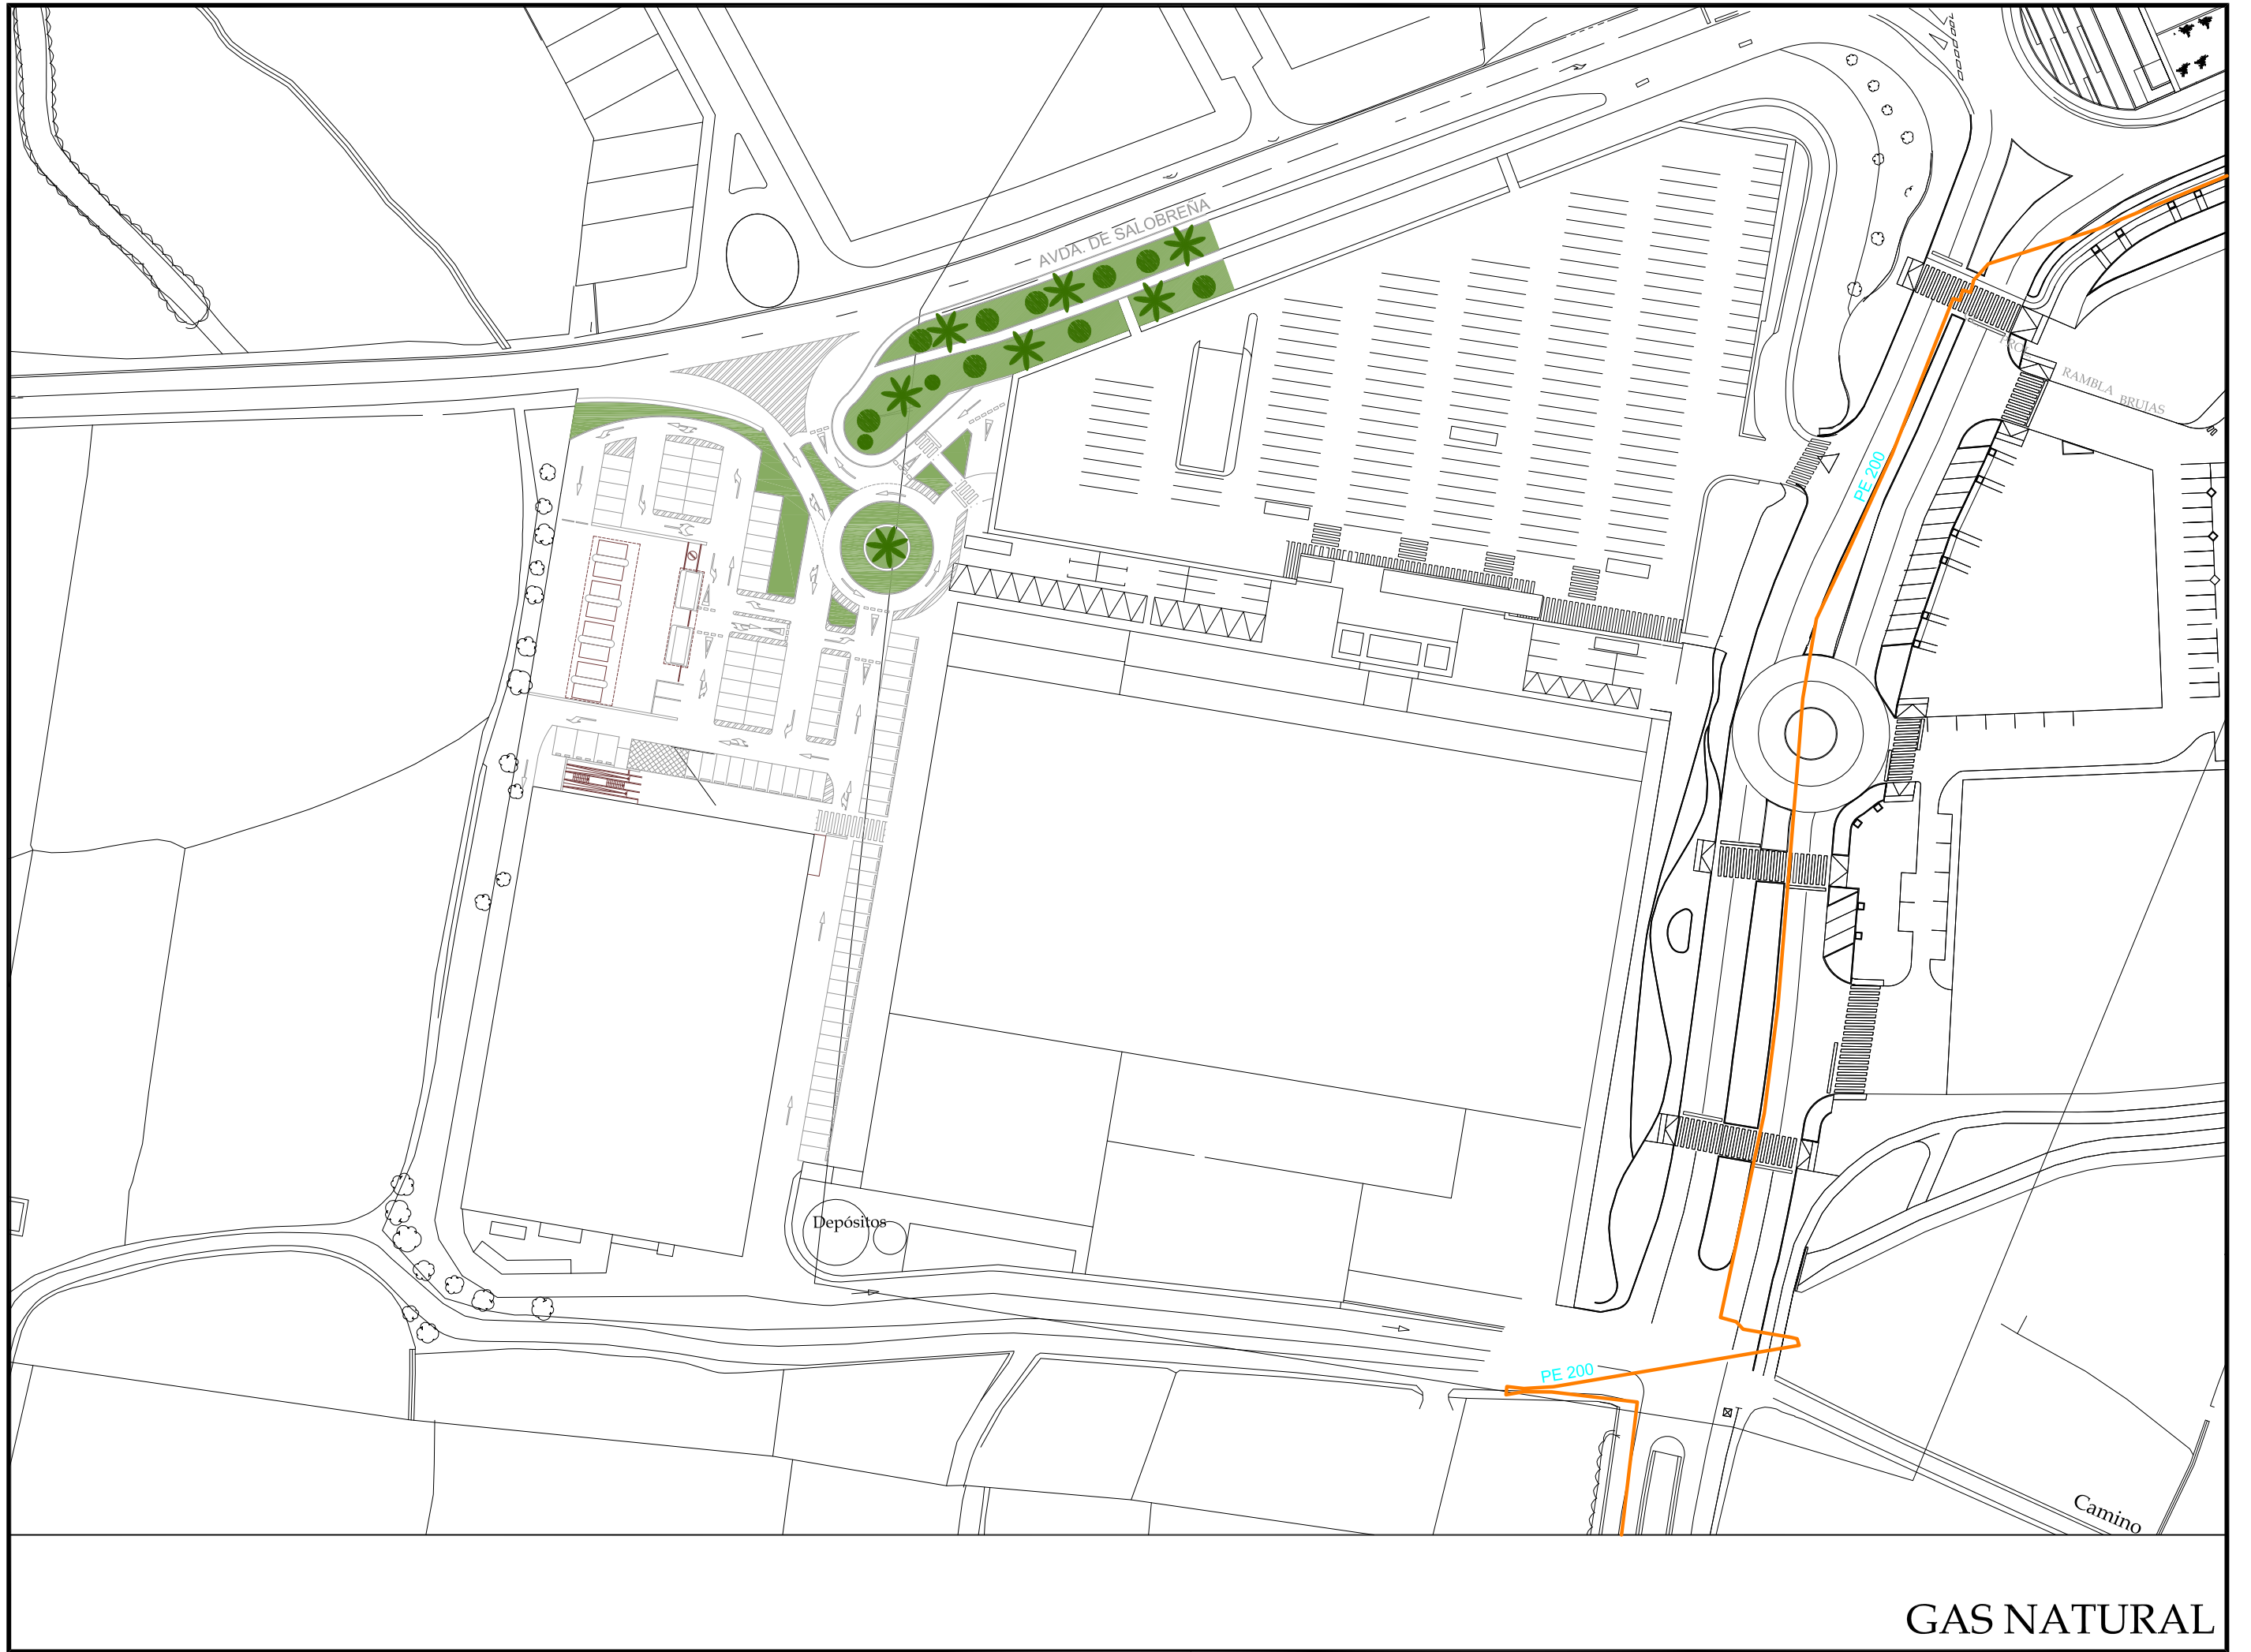 AVDA. DE SALOBREÑA
RAMBLA BRUJAS
PE 200
Depósitos
PE 200
Camino
GAS NATURAL